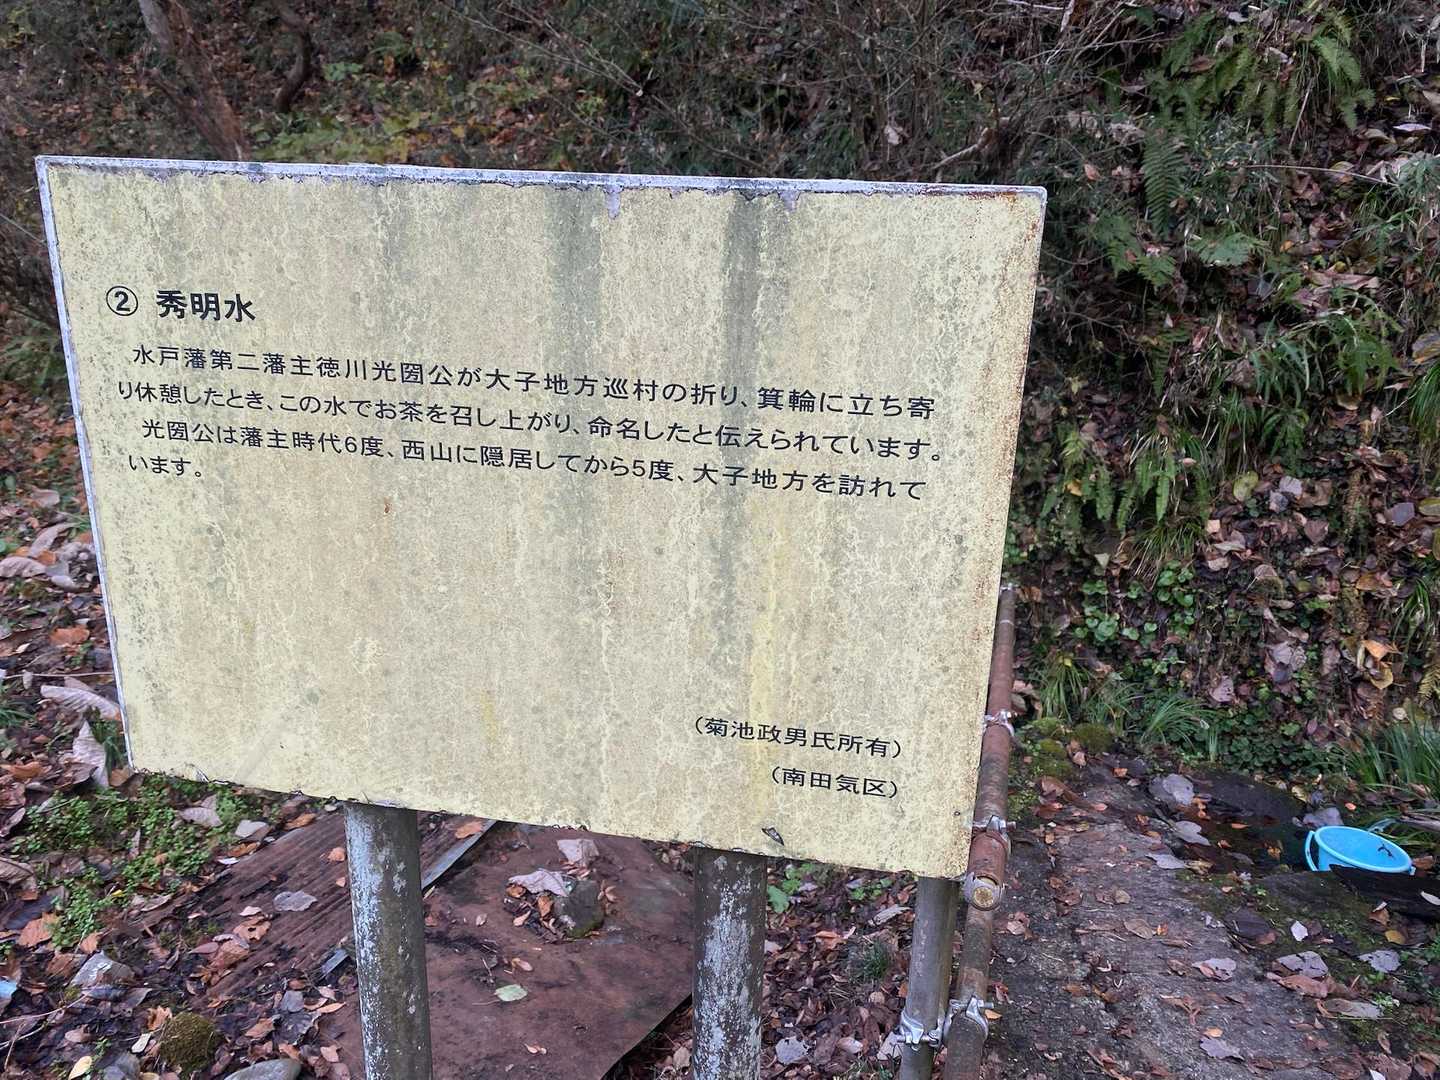 ② 秀明水
水戸藩第二藩主徳川光圀公が大子地方巡村の折り、箕輪に立ち寄
り休憩したとき、この水でお茶を召し上がり、命名したと伝えられています。
光圀公は藩主時代6度、西山に隠居してから5度、大子地方を訪れて
います。
（菊池政男氏所有）
（南田気区）